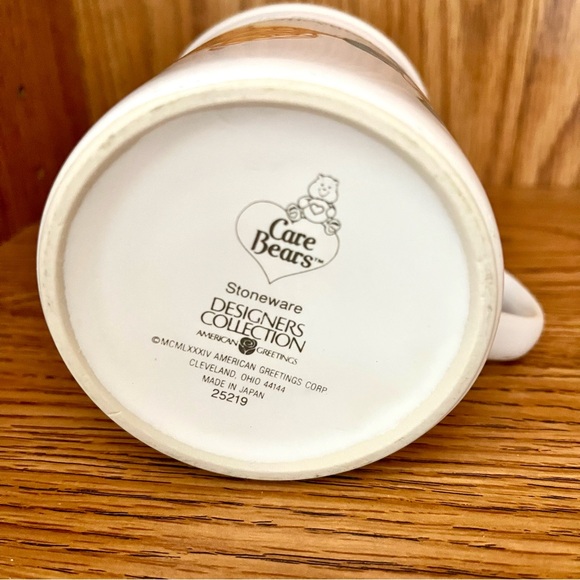 Care
Bears™
Stoneware
DESIGNERS
COLLECTION
AMERICAN GREETINGS
©MCMLXXXIV AMERICAN GREETINGS CORP
CLEVELAND, OHIO 44144
MADE IN JAPAN
25219